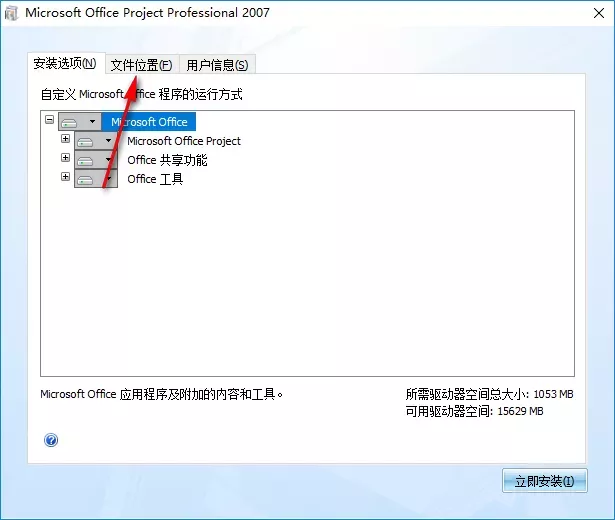 Microsoft Office Project Professional 2007
安装选项(N) 文件位置(F) 用户信息(S)
自定义 Microsoft Office 程序的运行方式
Microsoft Office
Microsoft Office Project
Office 共享功能
Office 工具
Microsoft Office 应用程序及附加的内容和工具。
所需驱动器空间总大小: 1053 MB
可用驱动器空间: 15629 MB
立即安装(I)